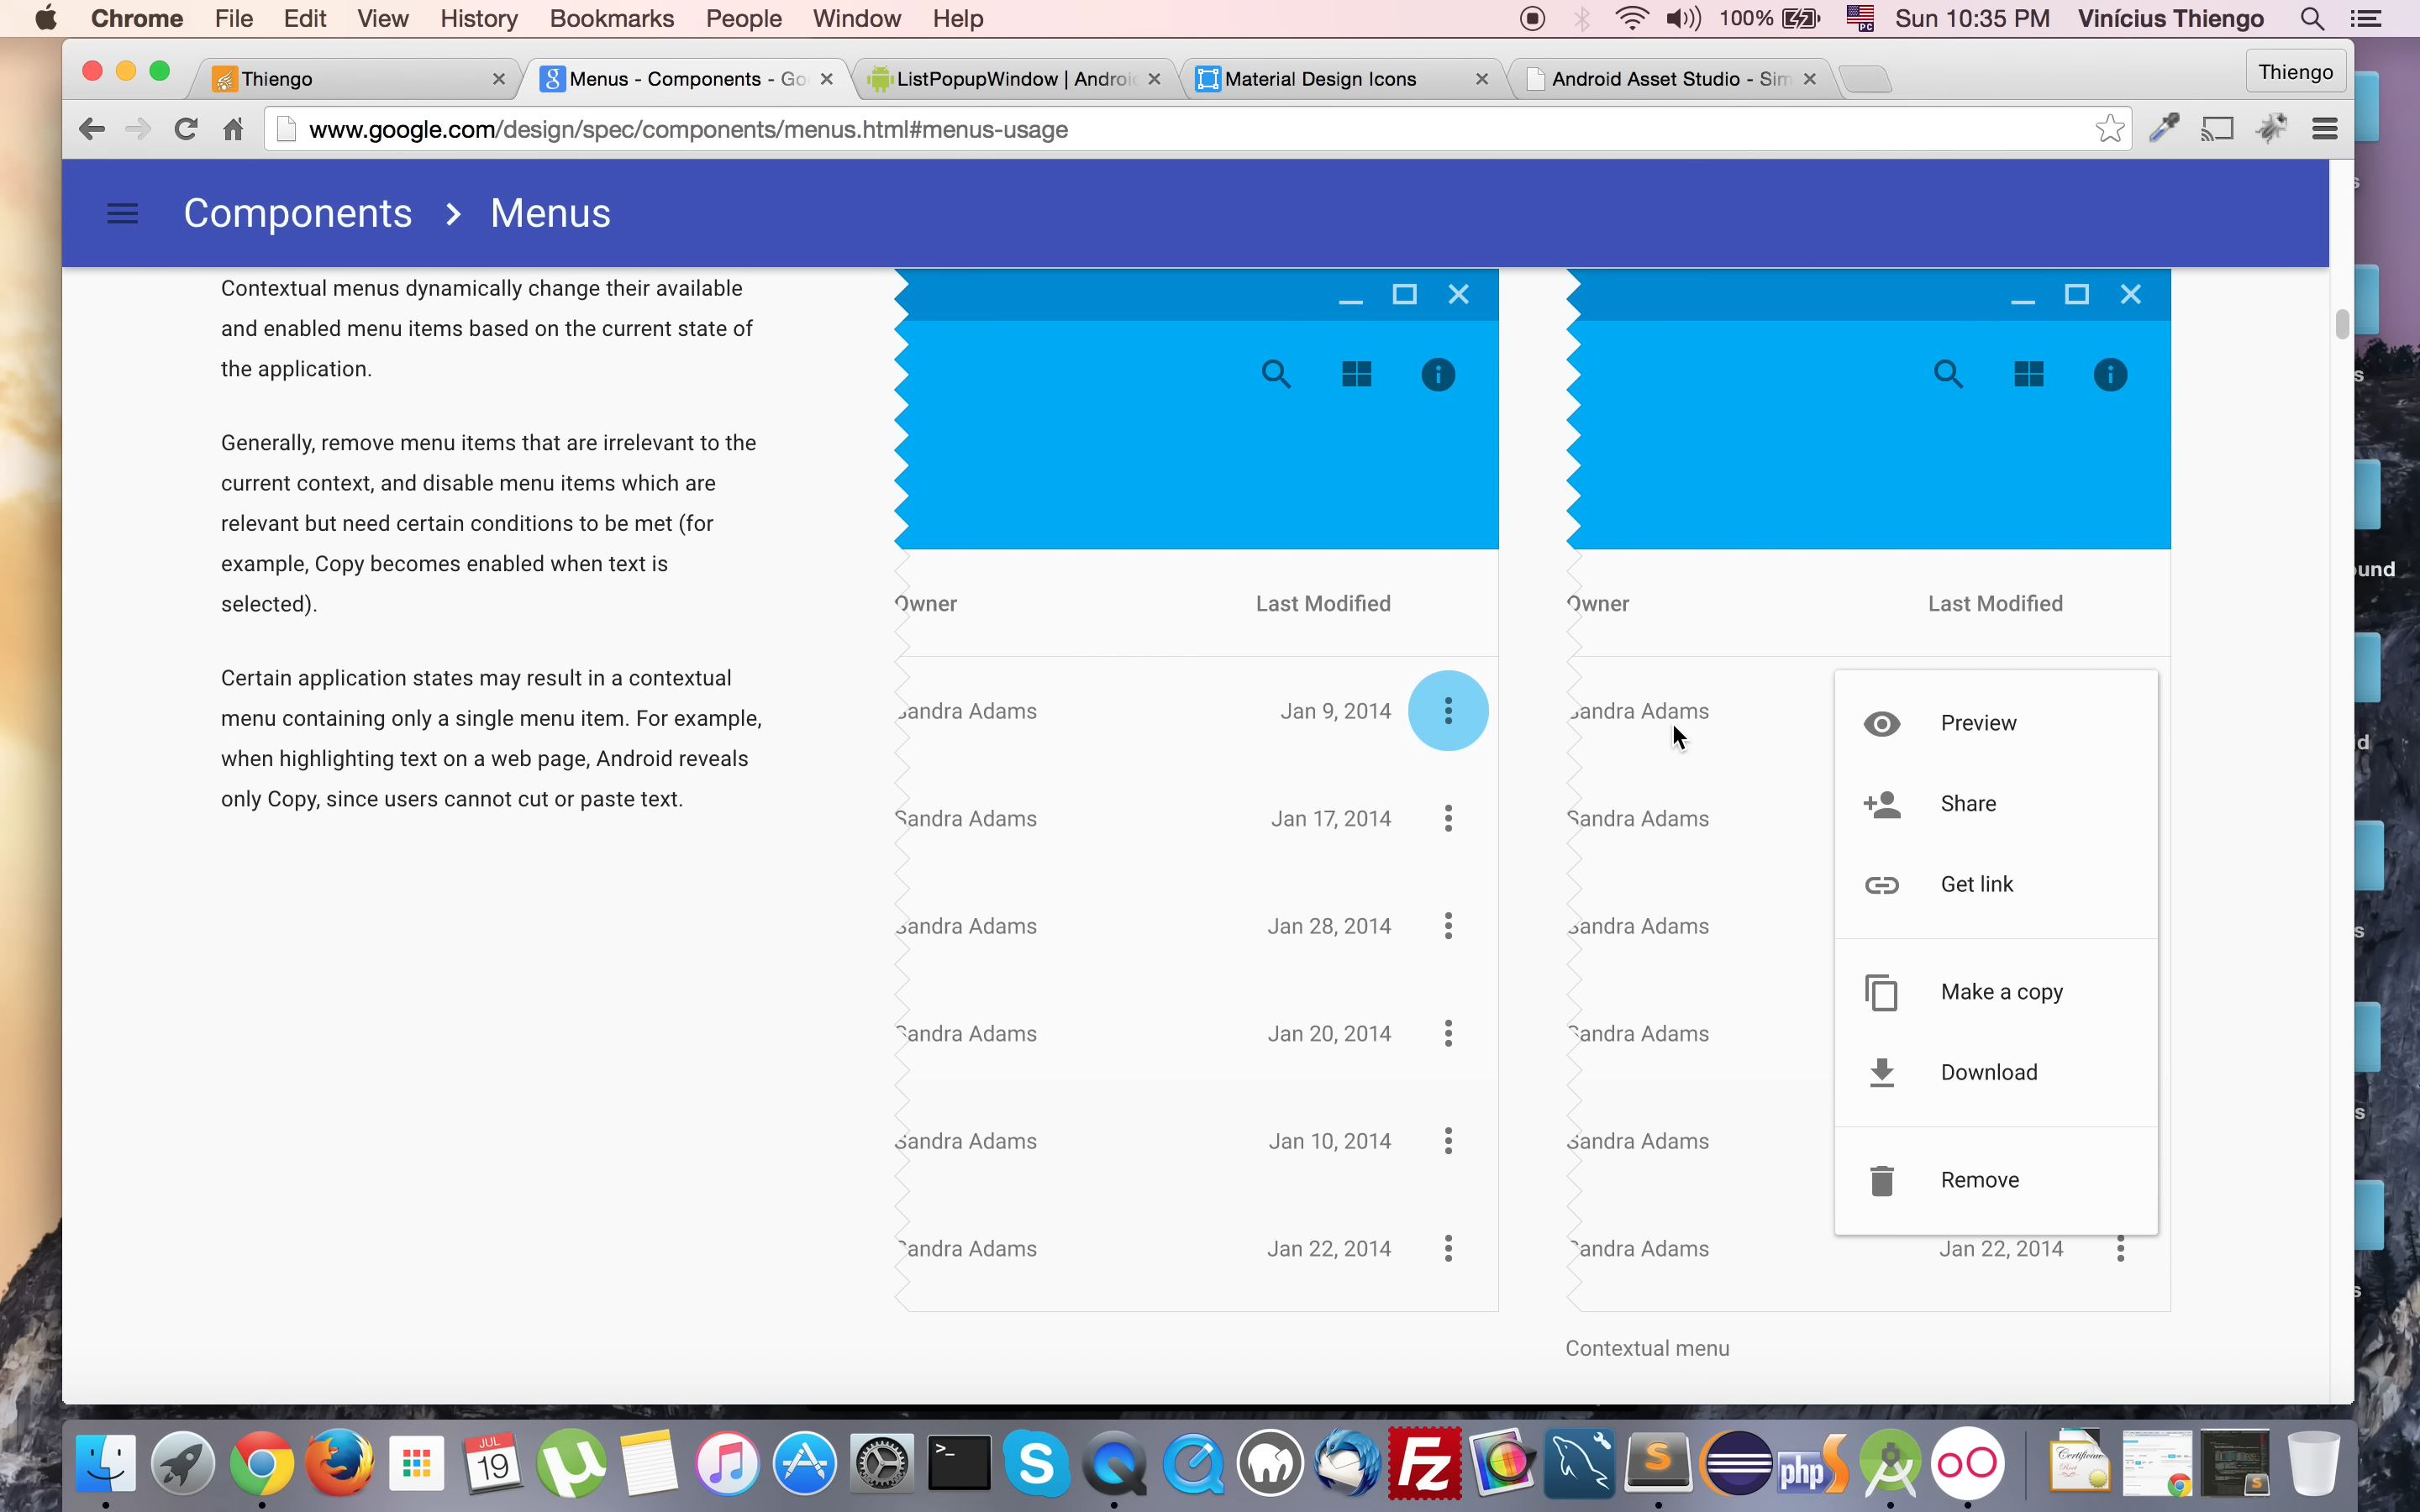 Chrome File Edit View History Bookmarks People Window Help 100% Sun 10:35 PM Vinícius Thiengo
Thiengo Menus - Components - Go ListPopupWindow | Android Material Design Icons Android Asset Studio - Sim Thiengo
www.google.com/design/spec/components/menus.html#menus-usage
Components > Menus
Contextual menus dynamically change their available
and enabled menu items based on the current state of
the application.
Generally, remove menu items that are irrelevant to the
current context, and disable menu items which are
relevant but need certain conditions to be met (for
example, Copy becomes enabled when text is
selected).
Certain application states may result in a contextual
menu containing only a single menu item. For example,
when highlighting text on a web page, Android reveals
only Copy, since users cannot cut or paste text.
Owner Last Modified
Sandra Adams Jan 9, 2014
Sandra Adams Jan 17, 2014
Sandra Adams Jan 28, 2014
Sandra Adams Jan 20, 2014
Sandra Adams Jan 10, 2014
Sandra Adams Jan 22, 2014
Owner Last Modified
Sandra Adams
Sandra Adams
Sandra Adams
Sandra Adams
Sandra Adams
Sandra Adams Jan 22, 2014
Preview
Share
Get link
Make a copy
Download
Remove
Contextual menu
JUL
19
php